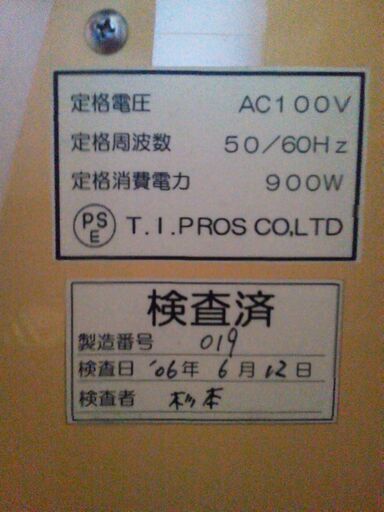 定格電圧 AC100V
定格周波数 50/60Hz
定格消費電力 900W
PSE T.I.PROS CO,LTD
検査済
製造番号 019
検査日 '06年 6月 12日
検査者 杉本